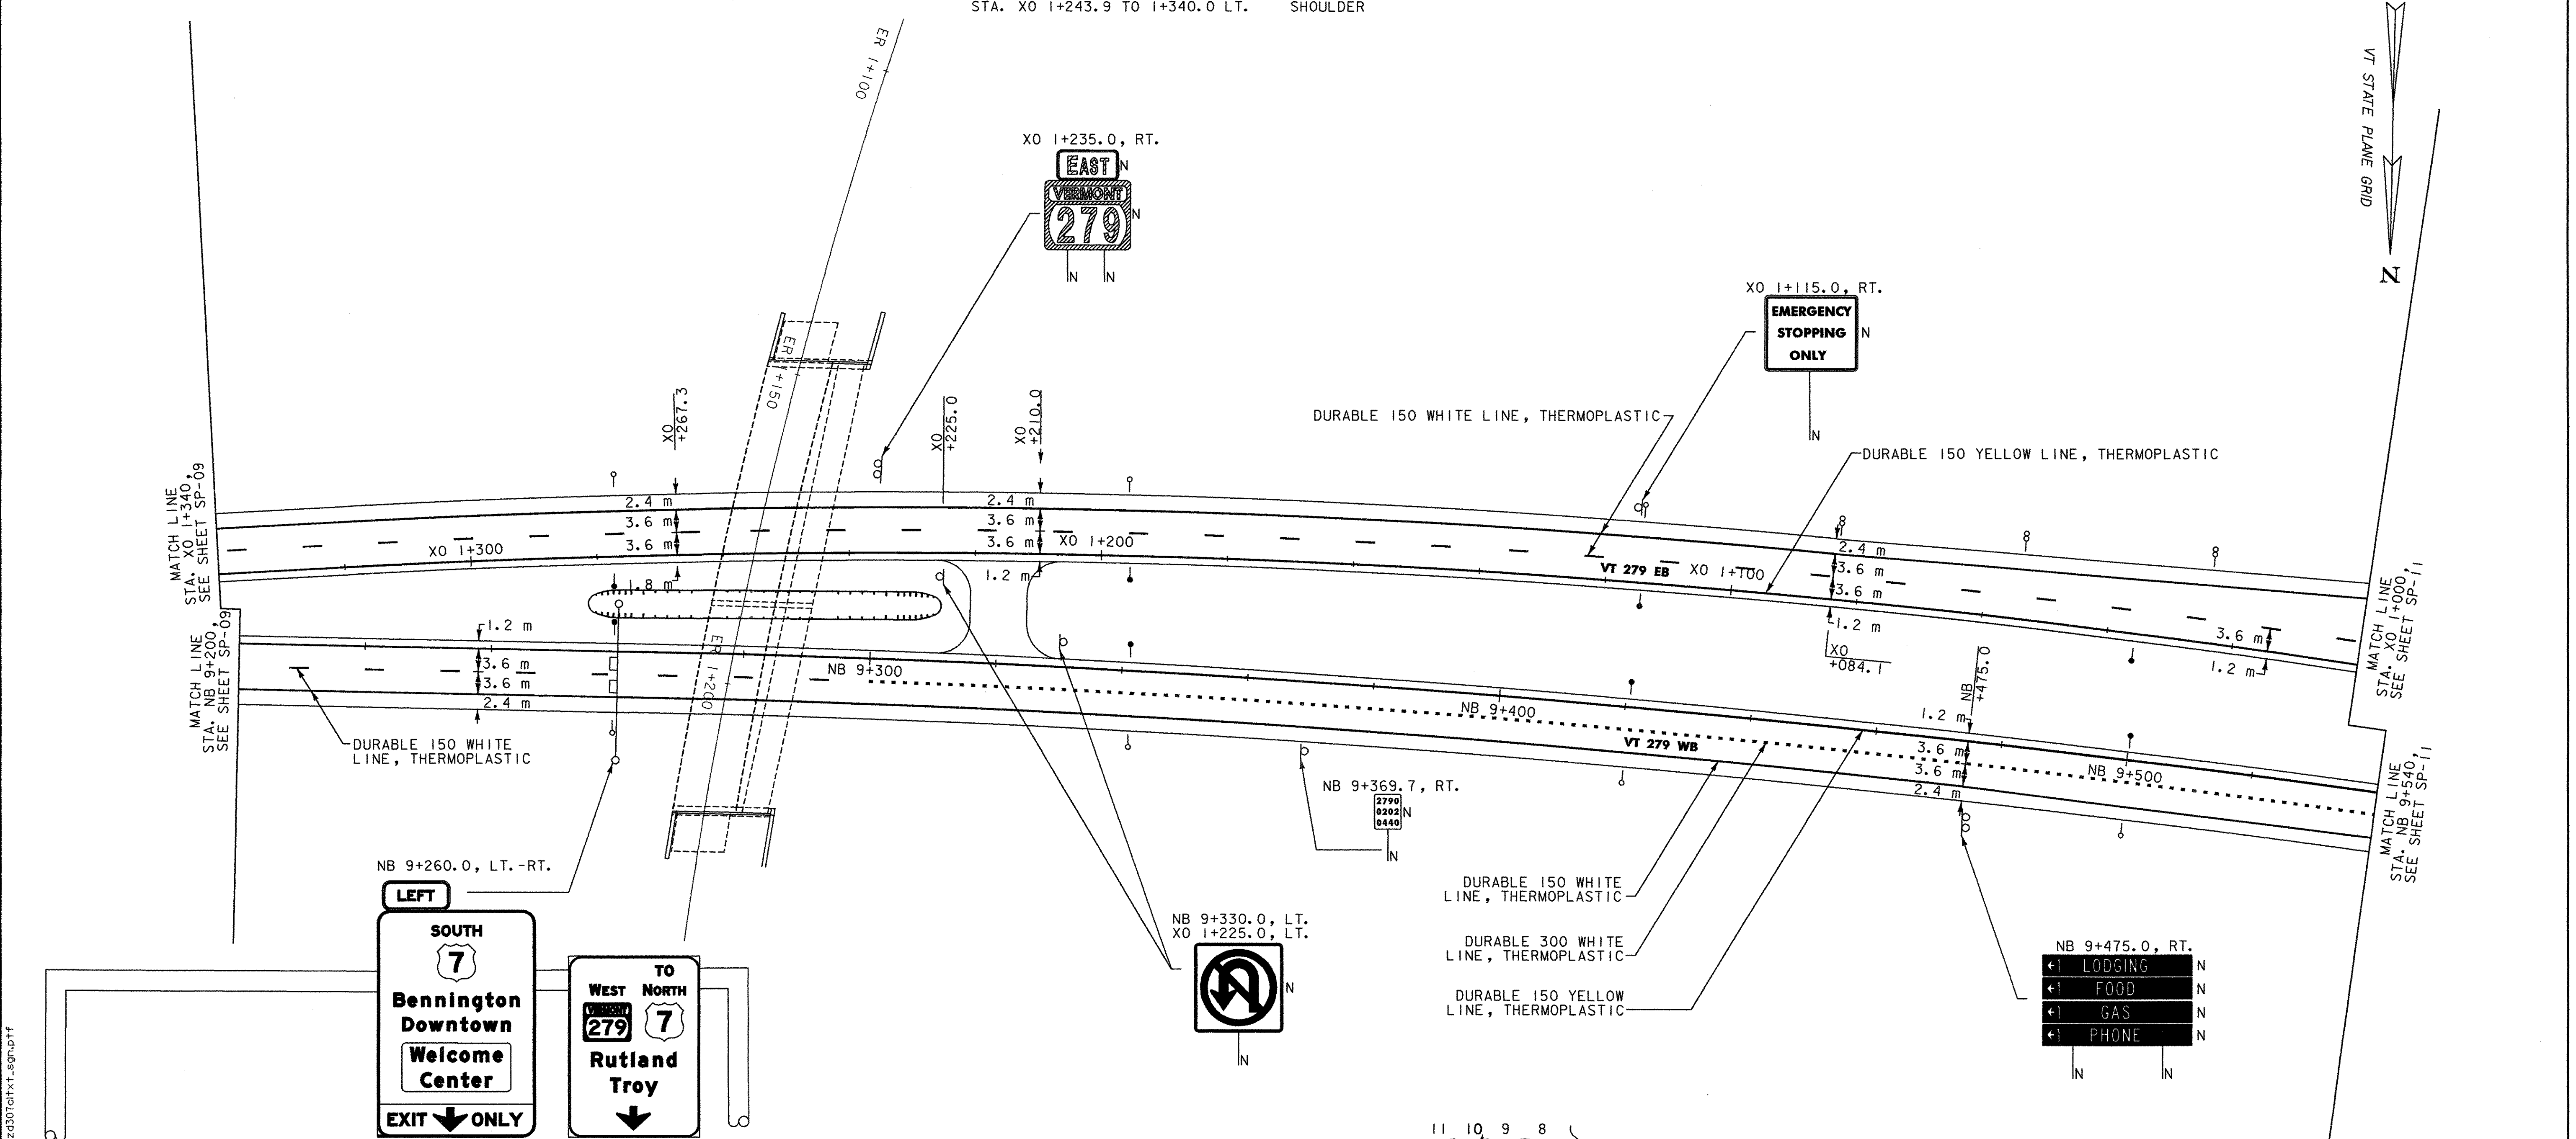 STA. XO 1+243.9 TO 1+340.0 LT. SHOULDER
ER 1+100
VT STATE PLANE GRID
N
XO 1+235.0, RT.
EAST N
VERMONT
279 N
N N
XO 1+115.0, RT.
EMERGENCY
STOPPING N
ONLY
N
ER 1+150
XO
+267.3
XO
+225.0
XO
+210.0
DURABLE 150 WHITE LINE, THERMOPLASTIC
DURABLE 150 YELLOW LINE, THERMOPLASTIC
MATCH LINE
STA. XO 1+340,
SEE SHEET SP-09
2.4 m
3.6 m
3.6 m
1.8 m
2.4 m
3.6 m
3.6 m
1.2 m
XO 1+300
XO 1+200
VT 279 EB
XO 1+100
2.4 m
3.6 m
3.6 m
1.2 m
XO
+084.1
3.6 m
1.2 m
MATCH LINE
STA. XO 1+000,
SEE SHEET SP-11
MATCH LINE
STA. NB 9+200,
SEE SHEET SP-09
1.2 m
3.6 m
3.6 m
2.4 m
ER 1+200
NB 9+300
NB 9+400
VT 279 WB
NB
+475.0
1.2 m
3.6 m
3.6 m
2.4 m
NB 9+500
MATCH LINE
STA. NB 9+540,
SEE SHEET SP-11
DURABLE 150 WHITE
LINE, THERMOPLASTIC
NB 9+369.7, RT.
2790
0202 N
0440
N
NB 9+260.0, LT.-RT.
LEFT
SOUTH
7
Bennington
Downtown
Welcome
Center
EXIT ONLY
TO
WEST NORTH
VERMONT
279 7
Rutland
Troy
NB 9+330.0, LT.
XO 1+225.0, LT.
N
N
DURABLE 150 WHITE
LINE, THERMOPLASTIC
DURABLE 300 WHITE
LINE, THERMOPLASTIC
DURABLE 150 YELLOW
LINE, THERMOPLASTIC
NB 9+475.0, RT.
←1 LODGING N
←1 FOOD N
←1 GAS N
←1 PHONE N
N N
zd307cltxt_sgn.ptf
11 10 9 8